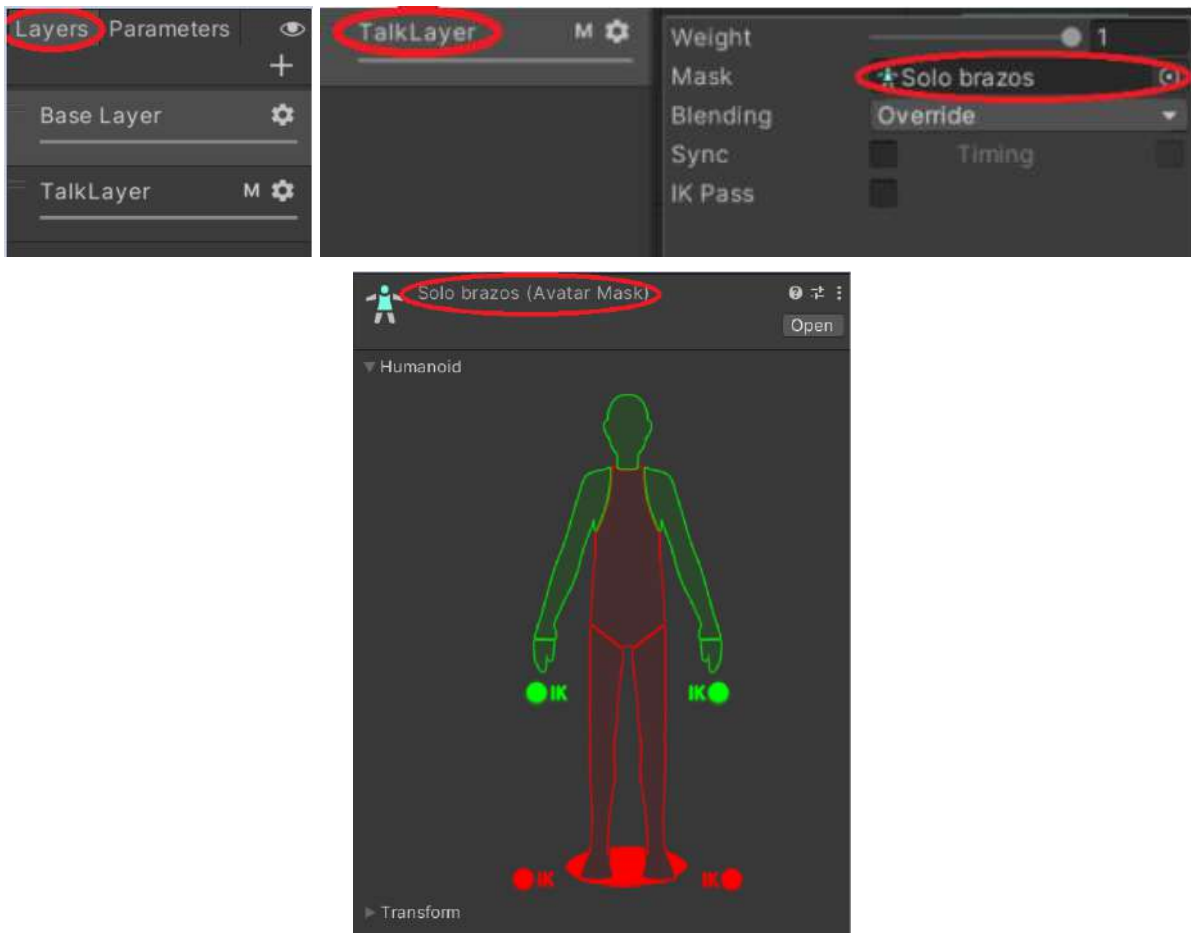 Layers Parameters
Base Layer
TalkLayer M
TalkLayer M
Weight 1
Mask Solo brazos
Blending Override
Sync Timing
IK Pass
Solo brazos (Avatar Mask)
Open
Humanoid
IK IK
IK IK
Transform